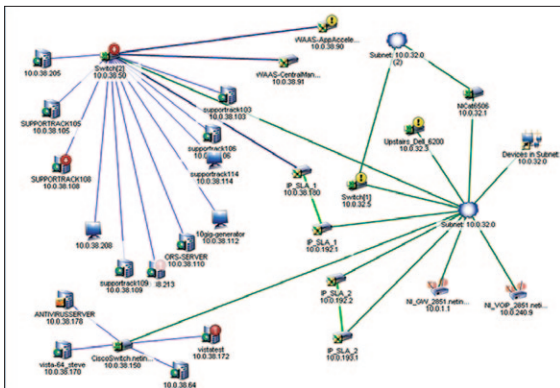 vWAAS-AppAccele...
10.0.38.90
Subnet: 10.0.32.0
(2)
10.0.38.205
Switch[2]
10.0.38.50
vWAAS-CentralMan...
10.0.38.91
supportrack103
10.0.38.103
NICat6506
10.0.32.1
SUPPORTRACK105
10.0.38.105
supportrack106
06
Upstairs_Dell_6200
10.0.32.3
Devices in Subnet
10.0.32.0
SUPPORTRACK108
10.0.38.108
supportrack114
10.0.38.114
IP_SLA_1
10.0.38.180
Switch[1]
10.0.32.5
10.0.38.208
10gig-generator
10.0.38.112
Subnet: 10.0.32.0
IP_SLA_1
10.0.192.1
ORS-SERVER
10.0.38.110
supportrack109
10.0.38.109
8.213
IP_SLA_2
10.0.192.2
NI_GW_2851.netin...
10.0.1.1
NI_VOIP_2851.neti...
10.0.240.9
ANTIVIRUSSERVER
10.0.38.178
vista-64_steve
10.0.38.170
CiscoSwitch.netin...
10.0.38.150
vistatest
10.0.38.172
10.0.38.64
IP_SLA_2
10.0.193.1